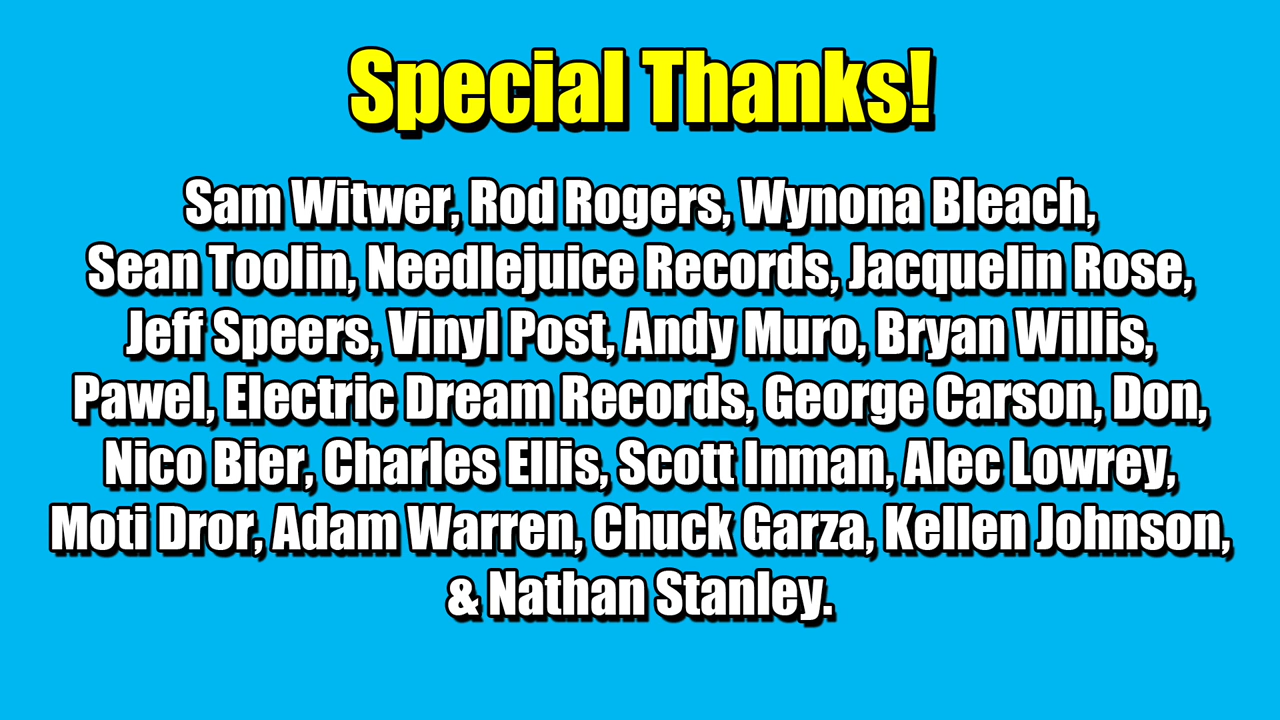 Special Thanks!
Sam Witwer, Rod Rogers, Wynona Bleach,
Sean Toolin, Needlejuice Records, Jacquelin Rose,
Jeff Speers, Vinyl Post, Andy Muro, Bryan Willis,
Pawel, Electric Dream Records, George Carson, Don,
Nico Bier, Charles Ellis, Scott Inman, Alec Lowrey,
Moti Dror, Adam Warren, Chuck Garza, Kellen Johnson,
& Nathan Stanley.